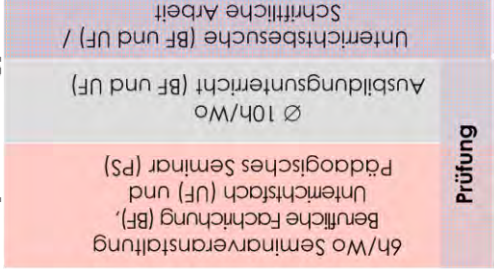 6h/Wo Seminarveranstaltung
Berufliche Fachrichtung (BF),
Unterrichtsfach (UF) und
Pädagogisches Seminar (PS)
Ø 10h/Wo
Ausbildungsunterricht (BF und UF)
Unterrichtsbesuche (BF und UF) /
Schriftliche Arbeit
Prüfung